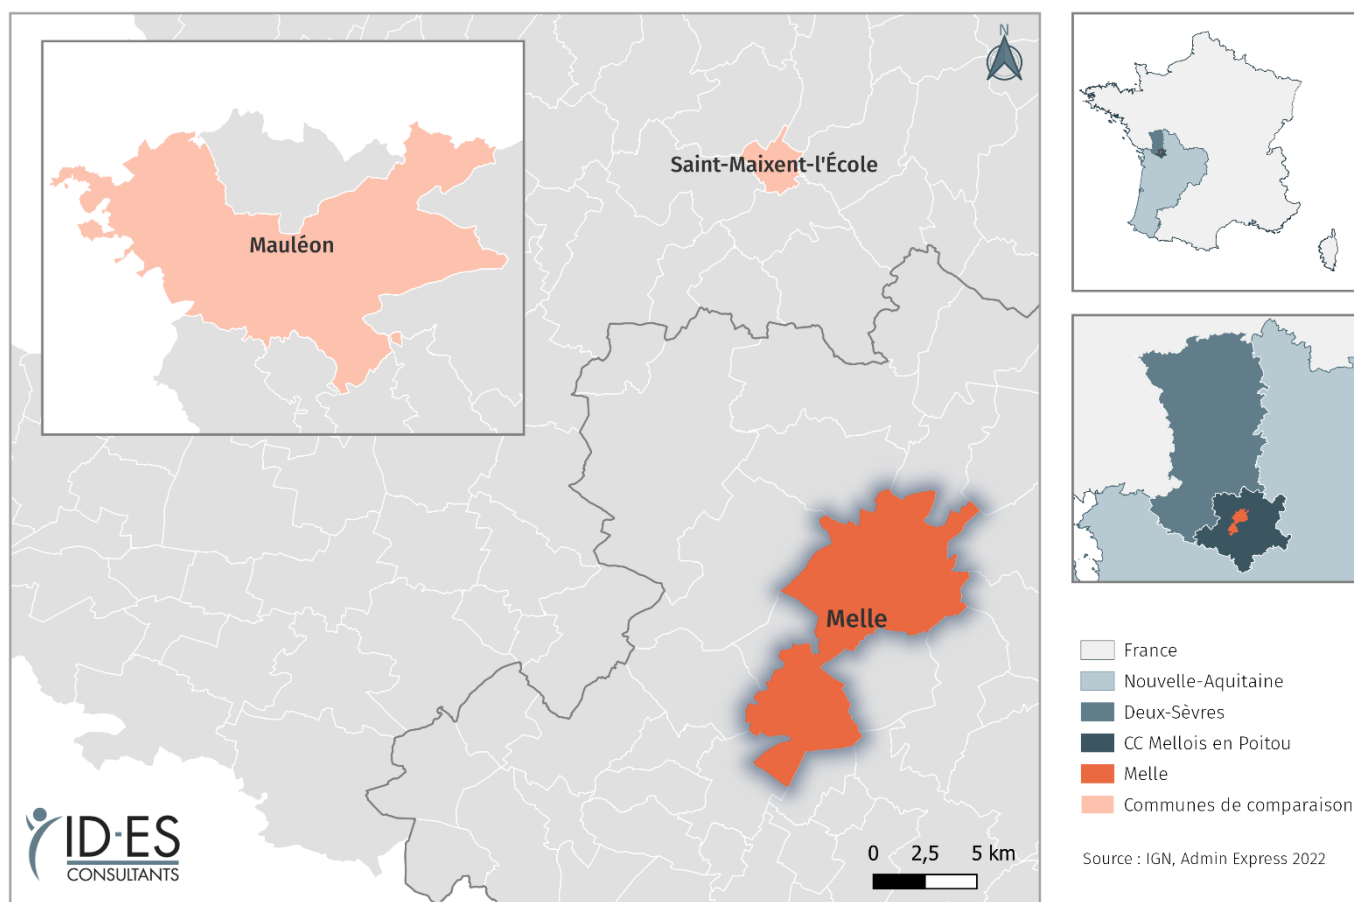 N
Saint-Maixent-l'École
Mauléon
Melle
0 2,5 5 km
ID-ES
CONSULTANTS
France
Nouvelle-Aquitaine
Deux-Sèvres
CC Mellois en Poitou
Melle
Communes de comparaison
Source : IGN, Admin Express 2022